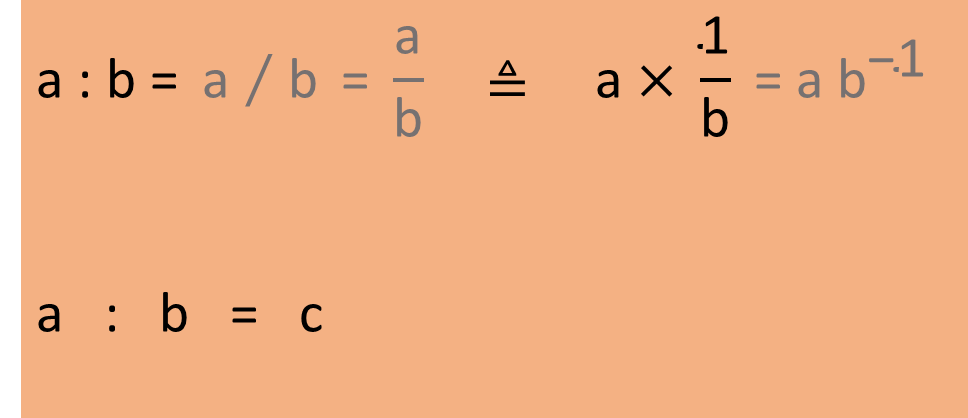 a : b = a / b = a/b ≜ a × .1/b = a b^−.1
a : b = c